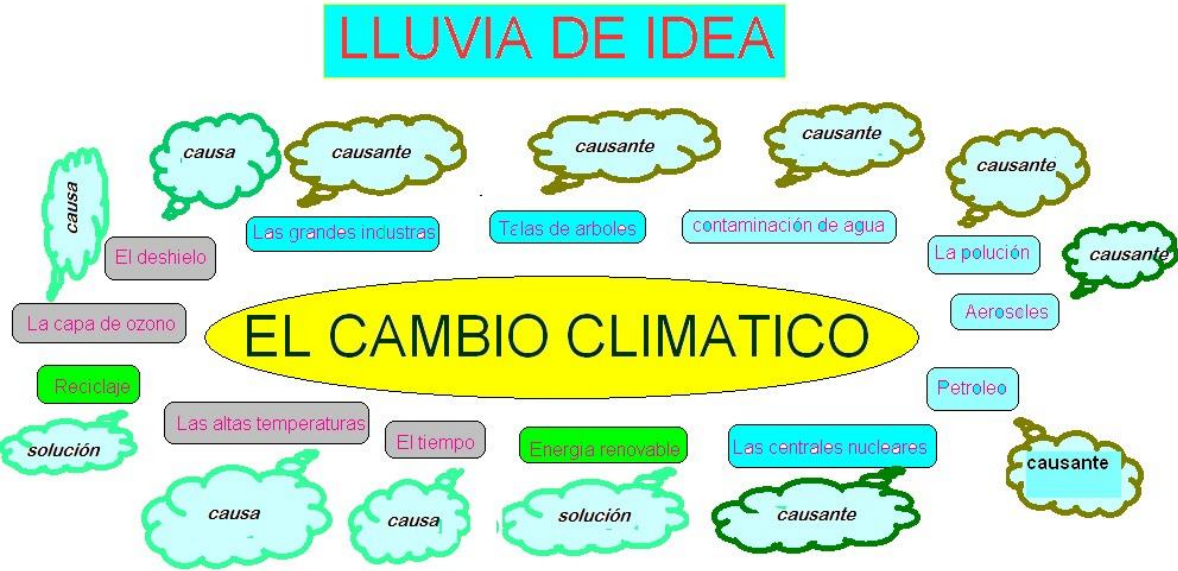 LLUVIA DE IDEA
causa
causante
causante
causante
causante
causa
causante
Las grandes industras
Talas de arboles
contaminación de agua
La polución
El deshielo
Aerosoles
La capa de ozono
EL CAMBIO CLIMATICO
Reciclaje
Petroleo
Las altas temperaturas
El tiempo
Energia renovable
Las centrales nucleares
solución
causante
causa
causa
solución
causante